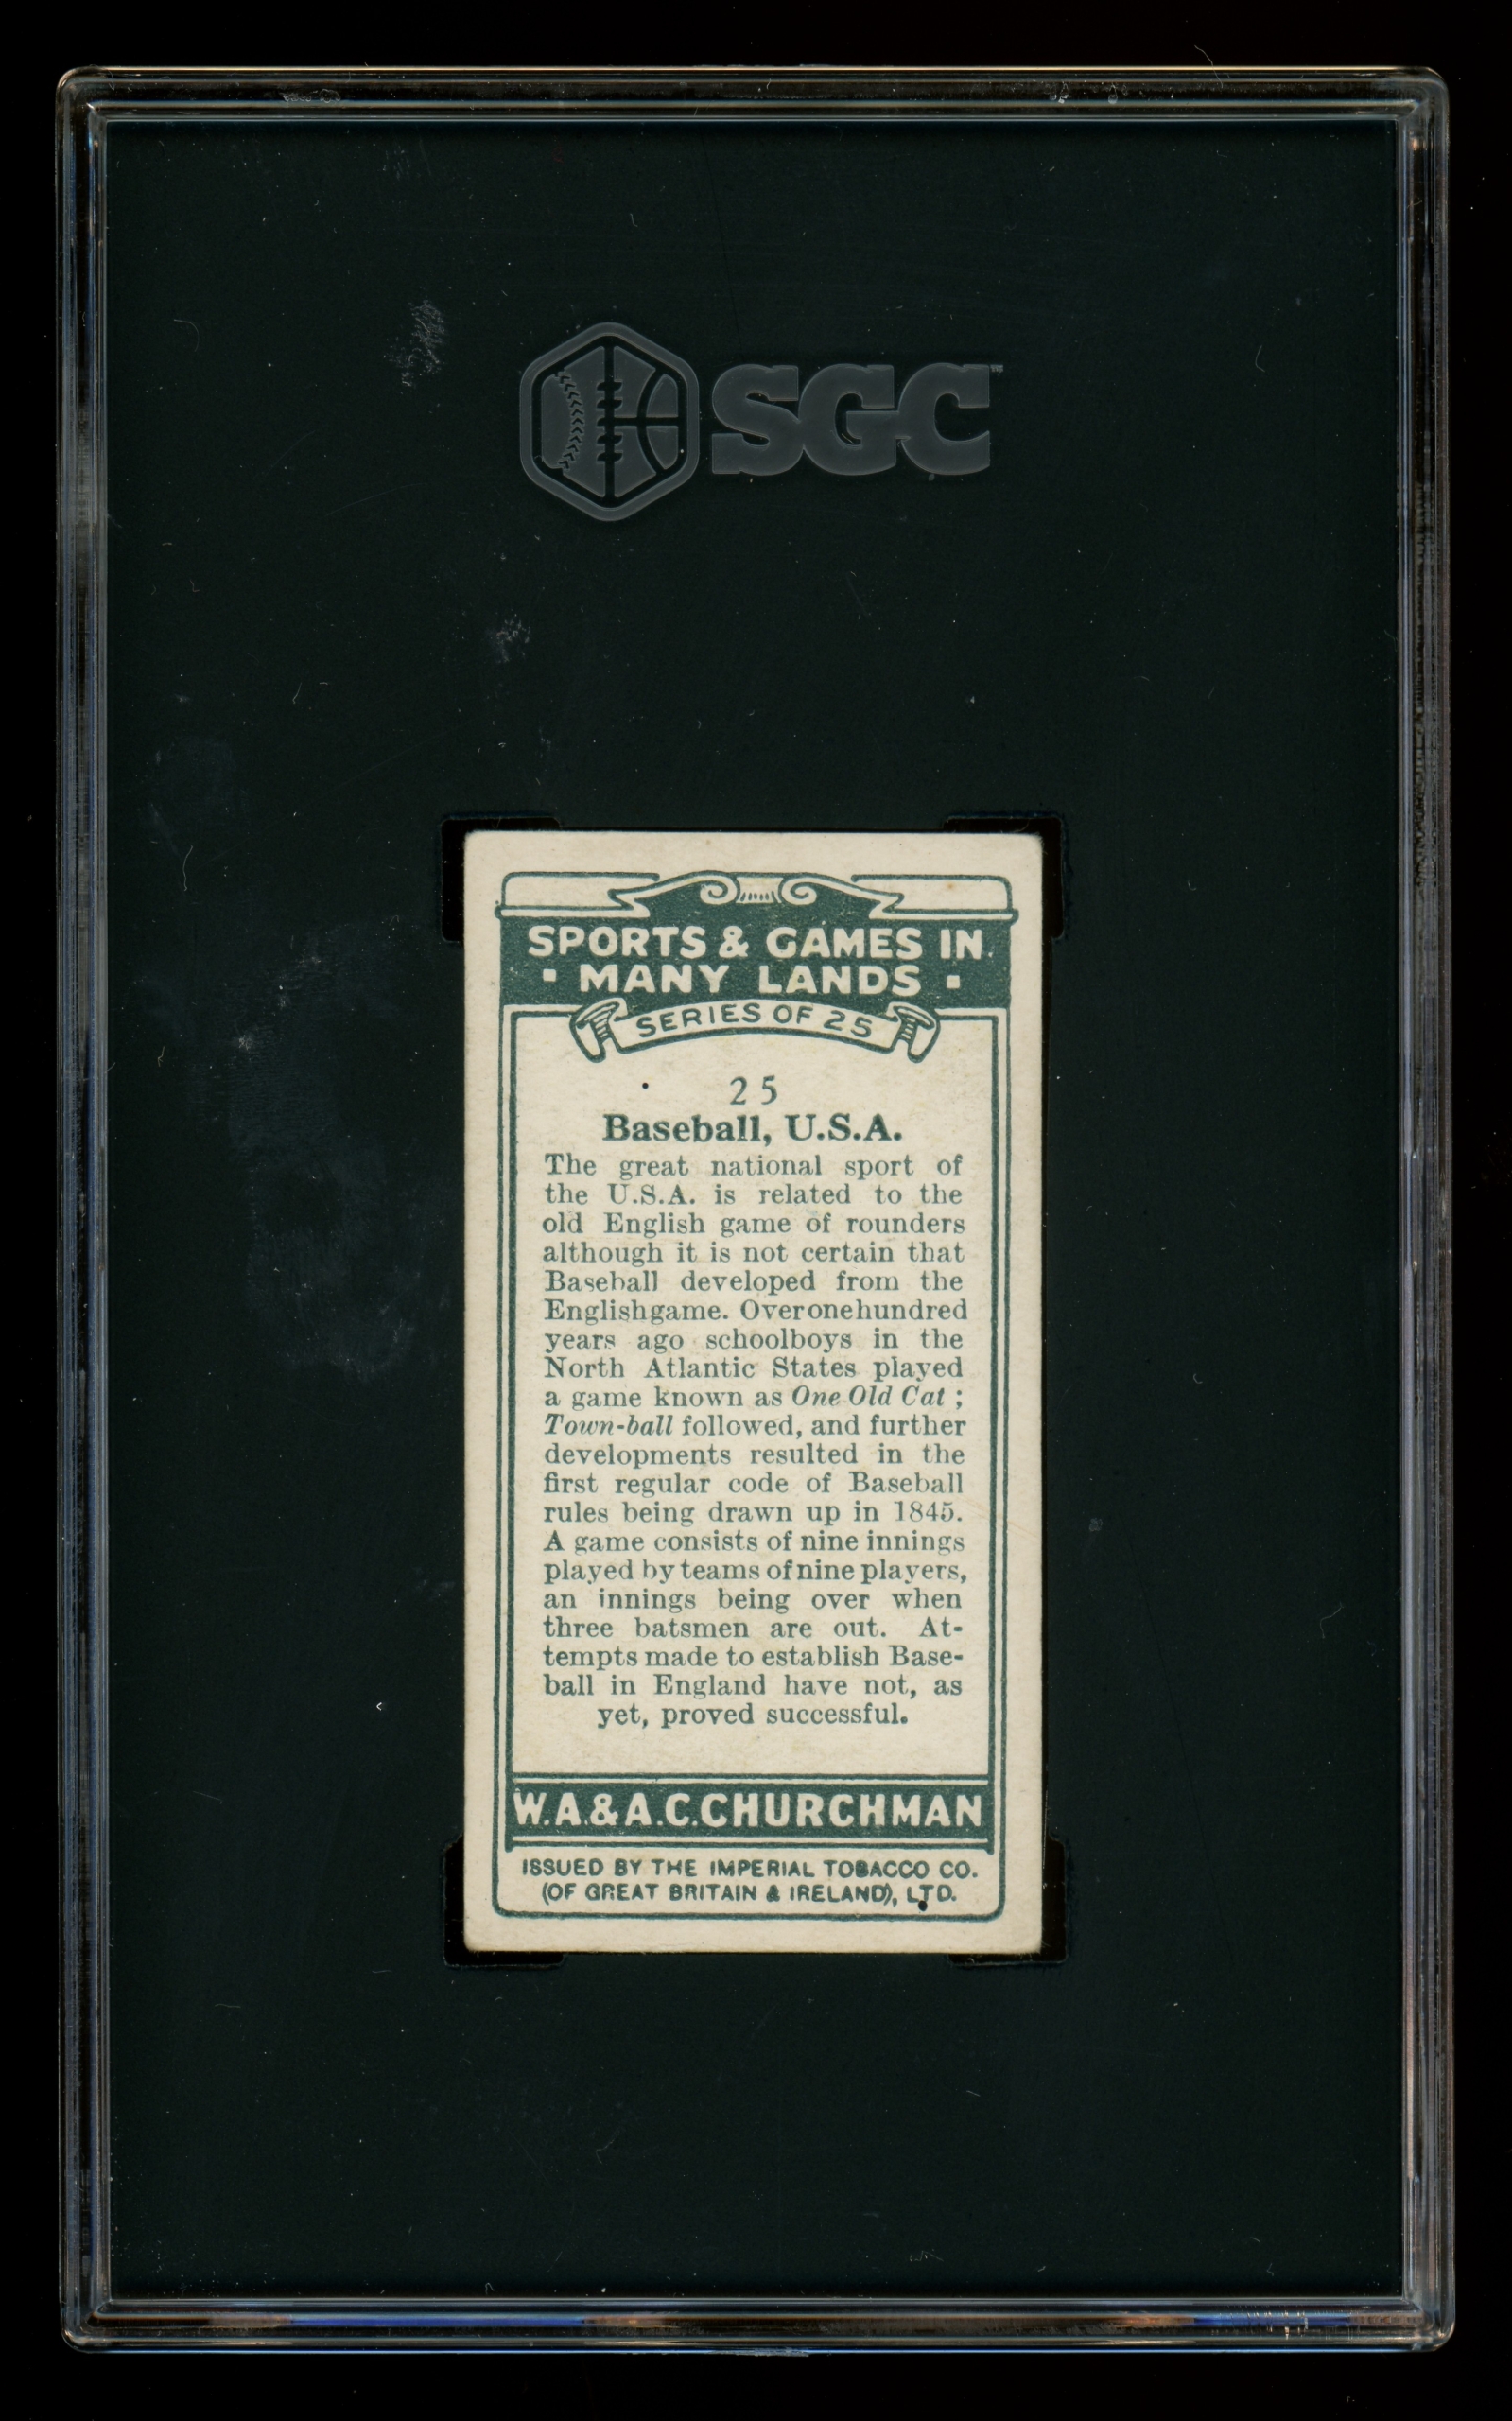 SGC™
SPORTS & GAMES IN
· MANY LANDS ·
SERIES OF 25
25
Baseball, U.S.A.
The great national sport of
the U.S.A. is related to the
old English game of rounders
although it is not certain that
Baseball developed from the
English game. Over one hundred
years ago schoolboys in the
North Atlantic States played
a game known as One Old Cat ;
Town-ball followed, and further
developments resulted in the
first regular code of Baseball
rules being drawn up in 1845.
A game consists of nine innings
played by teams of nine players,
an innings being over when
three batsmen are out. At-
tempts made to establish Base-
ball in England have not, as
yet, proved successful.
W.A.& A.C.CHURCHMAN
ISSUED BY THE IMPERIAL TOBACCO CO.
(OF GREAT BRITAIN & IRELAND), LTD.